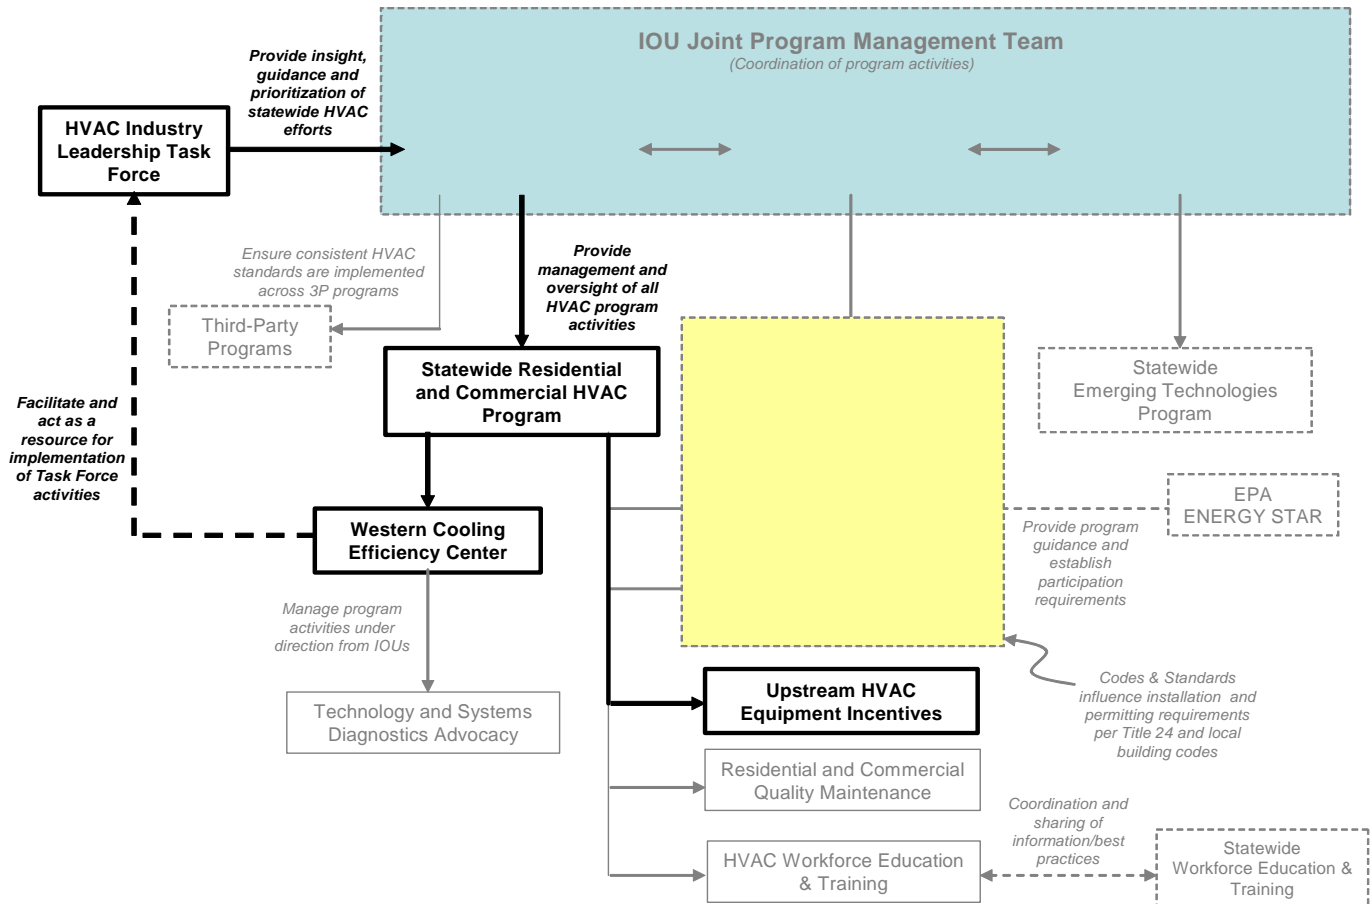 IOU Joint Program Management Team
(Coordination of program activities)
Provide insight,
guidance and
prioritization of
statewide HVAC
efforts
HVAC Industry
Leadership Task
Force
Ensure consistent HVAC
standards are implemented
across 3P programs
Provide
management and
oversight of all
HVAC program
activities
Third-Party
Programs
Statewide Residential
and Commercial HVAC
Program
Statewide
Emerging Technologies
Program
Facilitate and
act as a
resource for
implementation
of Task Force
activities
EPA
ENERGY STAR
Western Cooling
Efficiency Center
Provide program
guidance and
establish
participation
requirements
Manage program
activities under
direction from IOUs
Upstream HVAC
Equipment Incentives
Codes & Standards
influence installation and
permitting requirements
per Title 24 and local
building codes
Technology and Systems
Diagnostics Advocacy
Residential and Commercial
Quality Maintenance
Coordination and
sharing of
information/best
practices
HVAC Workforce Education
& Training
Statewide
Workforce Education &
Training